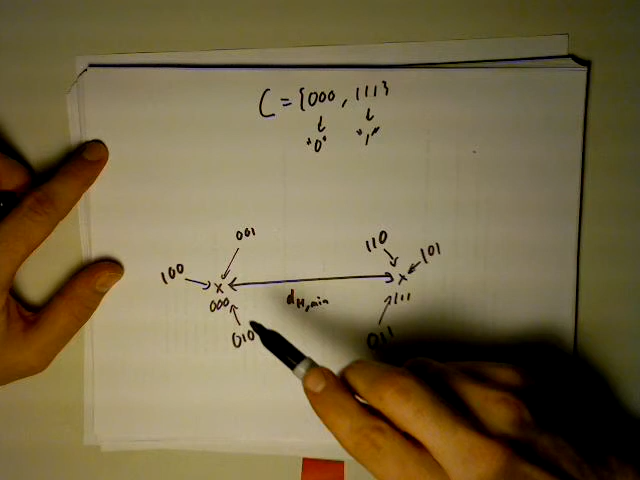 C = {000, 111}
"0" "1"
001
110
101
100
x
x
000
d_H,min
111
010
011